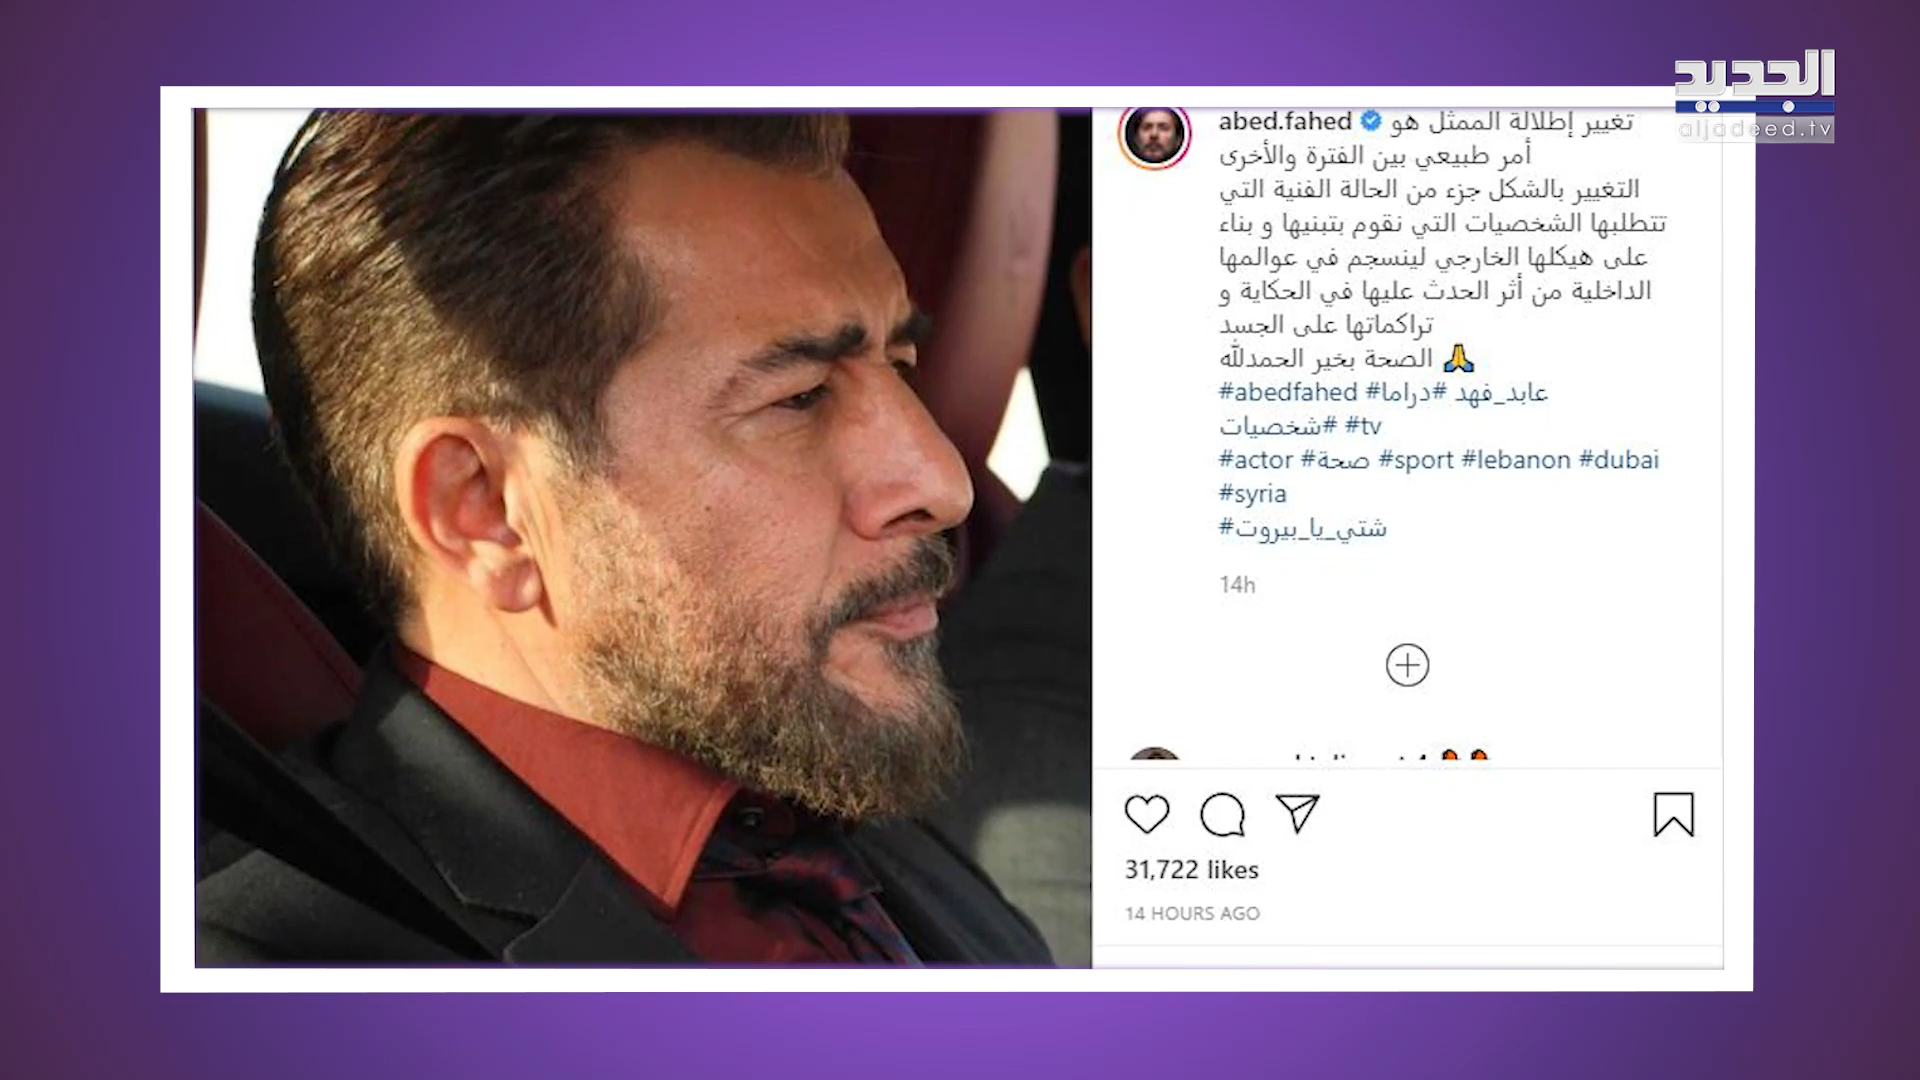 الجديد
aljadeed.tv
abed.fahed تغيير إطلالة الممثل هو
أمر طبيعي بين الفترة والأخرى
التغيير بالشكل جزء من الحالة الفنية التي
تتطلبها الشخصيات التي نقوم بتبنيها و بناء
على هيكلها الخارجي لينسجم في عوالمها
الداخلية من أثر الحدث عليها في الحكاية و
تراكماتها على الجسد
الصحة بخير الحمدلله 🙏
#abedfahed #عابد_فهد #دراما
#شخصيات #tv
#actor #صحة #sport #lebanon #dubai
#syria
#شتي_يا_بيروت
14h
31,722 likes
14 HOURS AGO